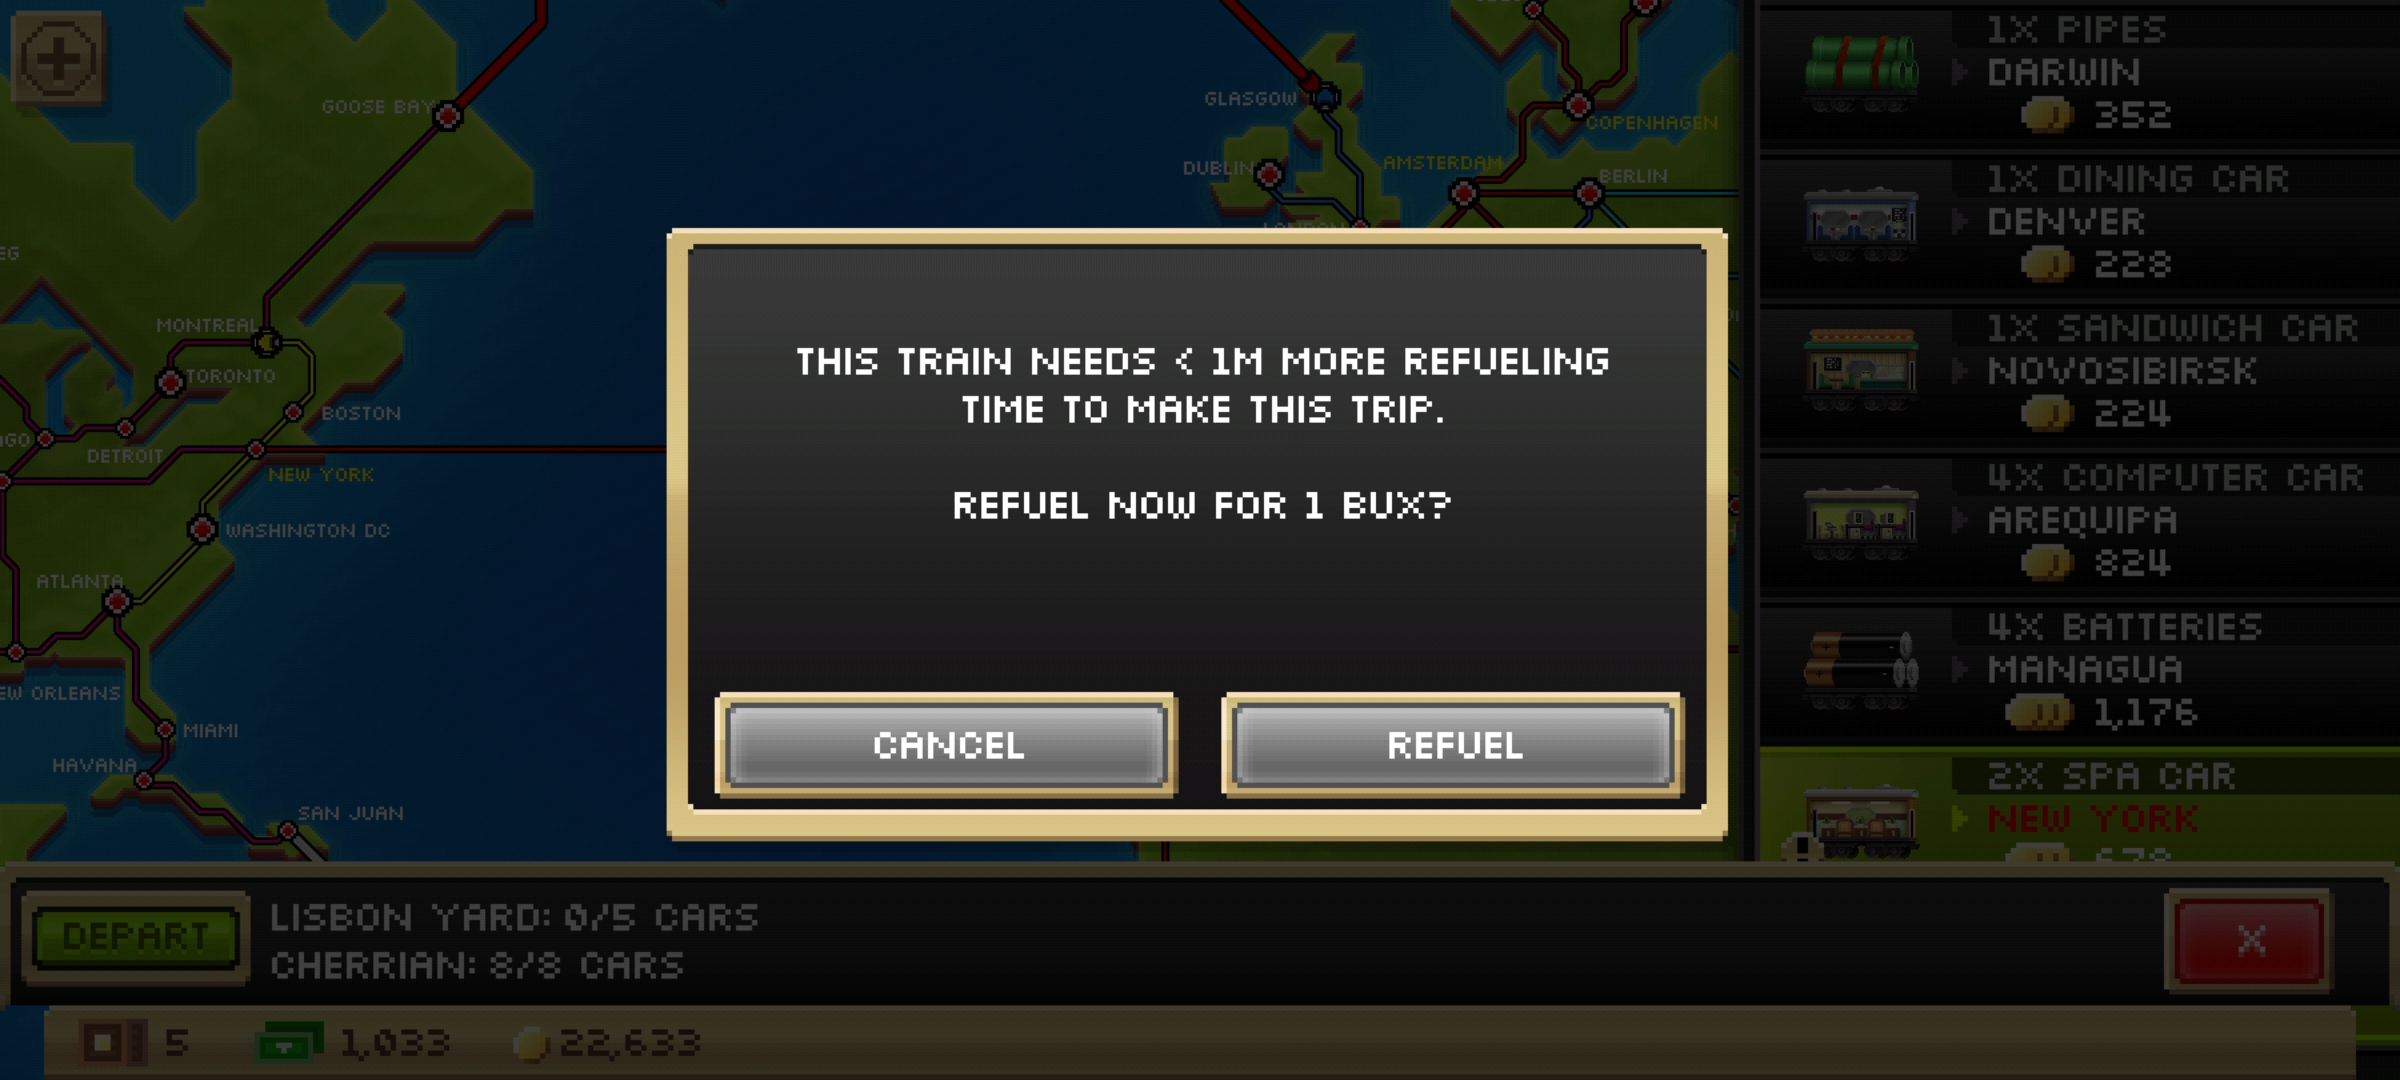 GOOSE BAY
GLASGOW
COPENHAGEN
DUBLIN
AMSTERDAM
BERLIN
MONTREAL
TORONTO
BOSTON
DETROIT
NEW YORK
WASHINGTON DC
ATLANTA
EW ORLEANS
MIAMI
HAVANA
SAN JUAN
THIS TRAIN NEEDS < 1M MORE REFUELING
TIME TO MAKE THIS TRIP.
REFUEL NOW FOR 1 BUX?
CANCEL
REFUEL
1X PIPES
DARWIN
352
1X DINING CAR
DENVER
228
1X SANDWICH CAR
NOVOSIBIRSK
224
4X COMPUTER CAR
AREQUIPA
824
4X BATTERIES
MANAGUA
1,176
2X SPA CAR
NEW YORK
DEPART
LISBON YARD: 0/5 CARS
CHERRIAN: 8/8 CARS
X
5
1,033
22,633